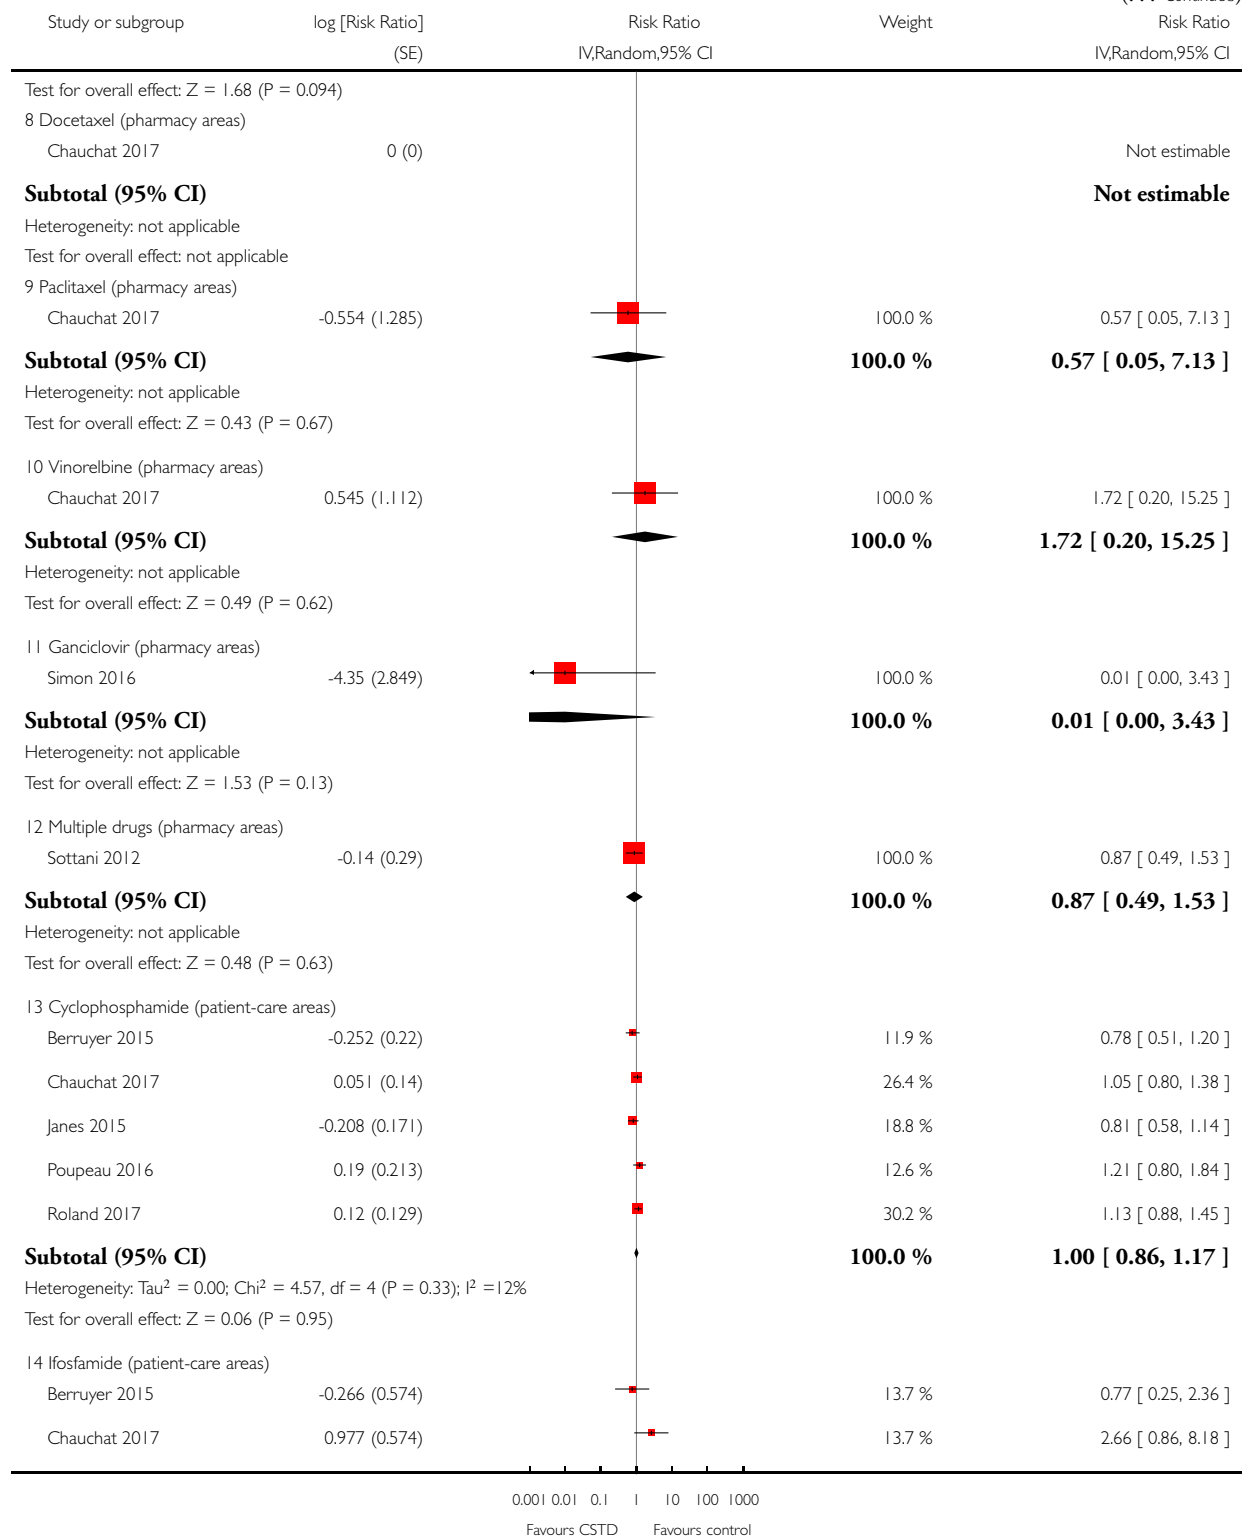 (... Continued)
Study or subgroup log [Risk Ratio] Risk Ratio Weight Risk Ratio
(SE) IV,Random,95% CI IV,Random,95% CI
Test for overall effect: Z = 1.68 (P = 0.094)
8 Docetaxel (pharmacy areas)
Chauchat 2017 0 (0) Not estimable
Subtotal (95% CI) Not estimable
Heterogeneity: not applicable
Test for overall effect: not applicable
9 Paclitaxel (pharmacy areas)
Chauchat 2017 -0.554 (1.285) 100.0 % 0.57 [ 0.05, 7.13 ]
Subtotal (95% CI) 100.0 % 0.57 [ 0.05, 7.13 ]
Heterogeneity: not applicable
Test for overall effect: Z = 0.43 (P = 0.67)
10 Vinorelbine (pharmacy areas)
Chauchat 2017 0.545 (1.112) 100.0 % 1.72 [ 0.20, 15.25 ]
Subtotal (95% CI) 100.0 % 1.72 [ 0.20, 15.25 ]
Heterogeneity: not applicable
Test for overall effect: Z = 0.49 (P = 0.62)
11 Ganciclovir (pharmacy areas)
Simon 2016 -4.35 (2.849) 100.0 % 0.01 [ 0.00, 3.43 ]
Subtotal (95% CI) 100.0 % 0.01 [ 0.00, 3.43 ]
Heterogeneity: not applicable
Test for overall effect: Z = 1.53 (P = 0.13)
12 Multiple drugs (pharmacy areas)
Sottani 2012 -0.14 (0.29) 100.0 % 0.87 [ 0.49, 1.53 ]
Subtotal (95% CI) 100.0 % 0.87 [ 0.49, 1.53 ]
Heterogeneity: not applicable
Test for overall effect: Z = 0.48 (P = 0.63)
13 Cyclophosphamide (patient-care areas)
Berruyer 2015 -0.252 (0.22) 11.9 % 0.78 [ 0.51, 1.20 ]
Chauchat 2017 0.051 (0.14) 26.4 % 1.05 [ 0.80, 1.38 ]
Janes 2015 -0.208 (0.171) 18.8 % 0.81 [ 0.58, 1.14 ]
Poupeau 2016 0.19 (0.213) 12.6 % 1.21 [ 0.80, 1.84 ]
Roland 2017 0.12 (0.129) 30.2 % 1.13 [ 0.88, 1.45 ]
Subtotal (95% CI) 100.0 % 1.00 [ 0.86, 1.17 ]
Heterogeneity: Tau² = 0.00; Chi² = 4.57, df = 4 (P = 0.33); I² =12%
Test for overall effect: Z = 0.06 (P = 0.95)
14 Ifosfamide (patient-care areas)
Berruyer 2015 -0.266 (0.574) 13.7 % 0.77 [ 0.25, 2.36 ]
Chauchat 2017 0.977 (0.574) 13.7 % 2.66 [ 0.86, 8.18 ]
0.001 0.01 0.1 1 10 100 1000
Favours CSTD Favours control